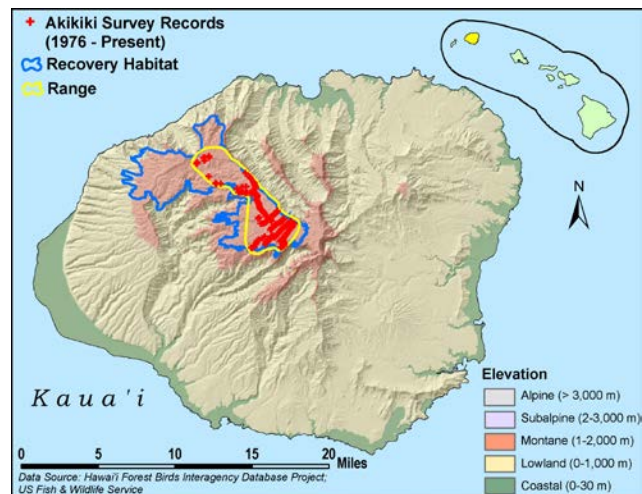 Akikiki Survey Records
(1976 - Present)
Recovery Habitat
Range
N
Kaua'i
Elevation
Alpine (> 3,000 m)
Subalpine (2-3,000 m)
Montane (1-2,000 m)
Lowland (0-1,000 m)
Coastal (0-30 m)
0 5 10 15 20
Miles
Data Source: Hawai'i Forest Birds Interagency Database Project;
US Fish & Wildlife Service